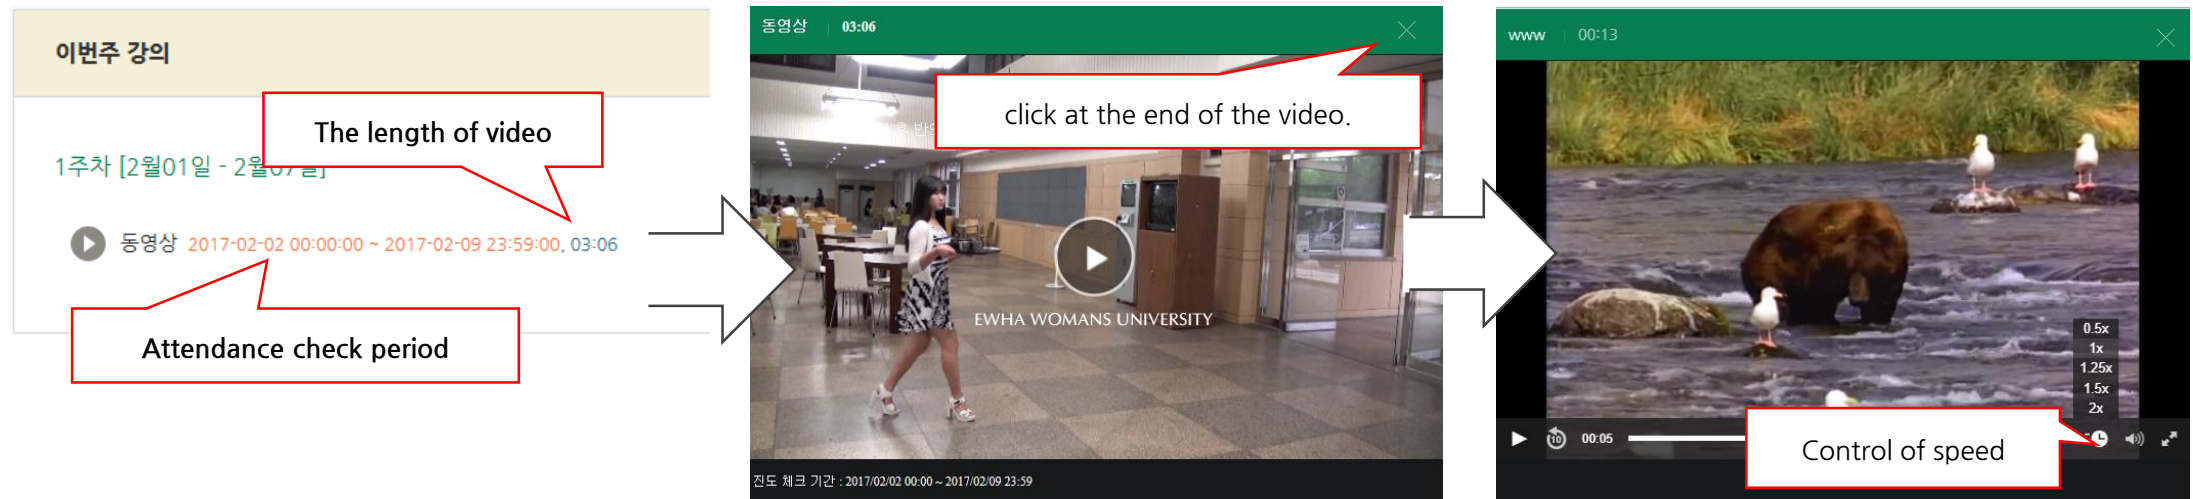 이번주 강의
The length of video
1주차 [2월01일 - 2월07일]
동영상 2017-02-02 00:00:00 ~ 2017-02-09 23:59:00, 03:06
Attendance check period
동영상 03:06
click at the end of the video.
EWHA WOMANS UNIVERSITY
진도 체크 기간 : 2017/02/02 00:00 ~ 2017/02/09 23:59
www 00:13
0.5x
1x
1.25x
1.5x
2x
10 00:05
Control of speed